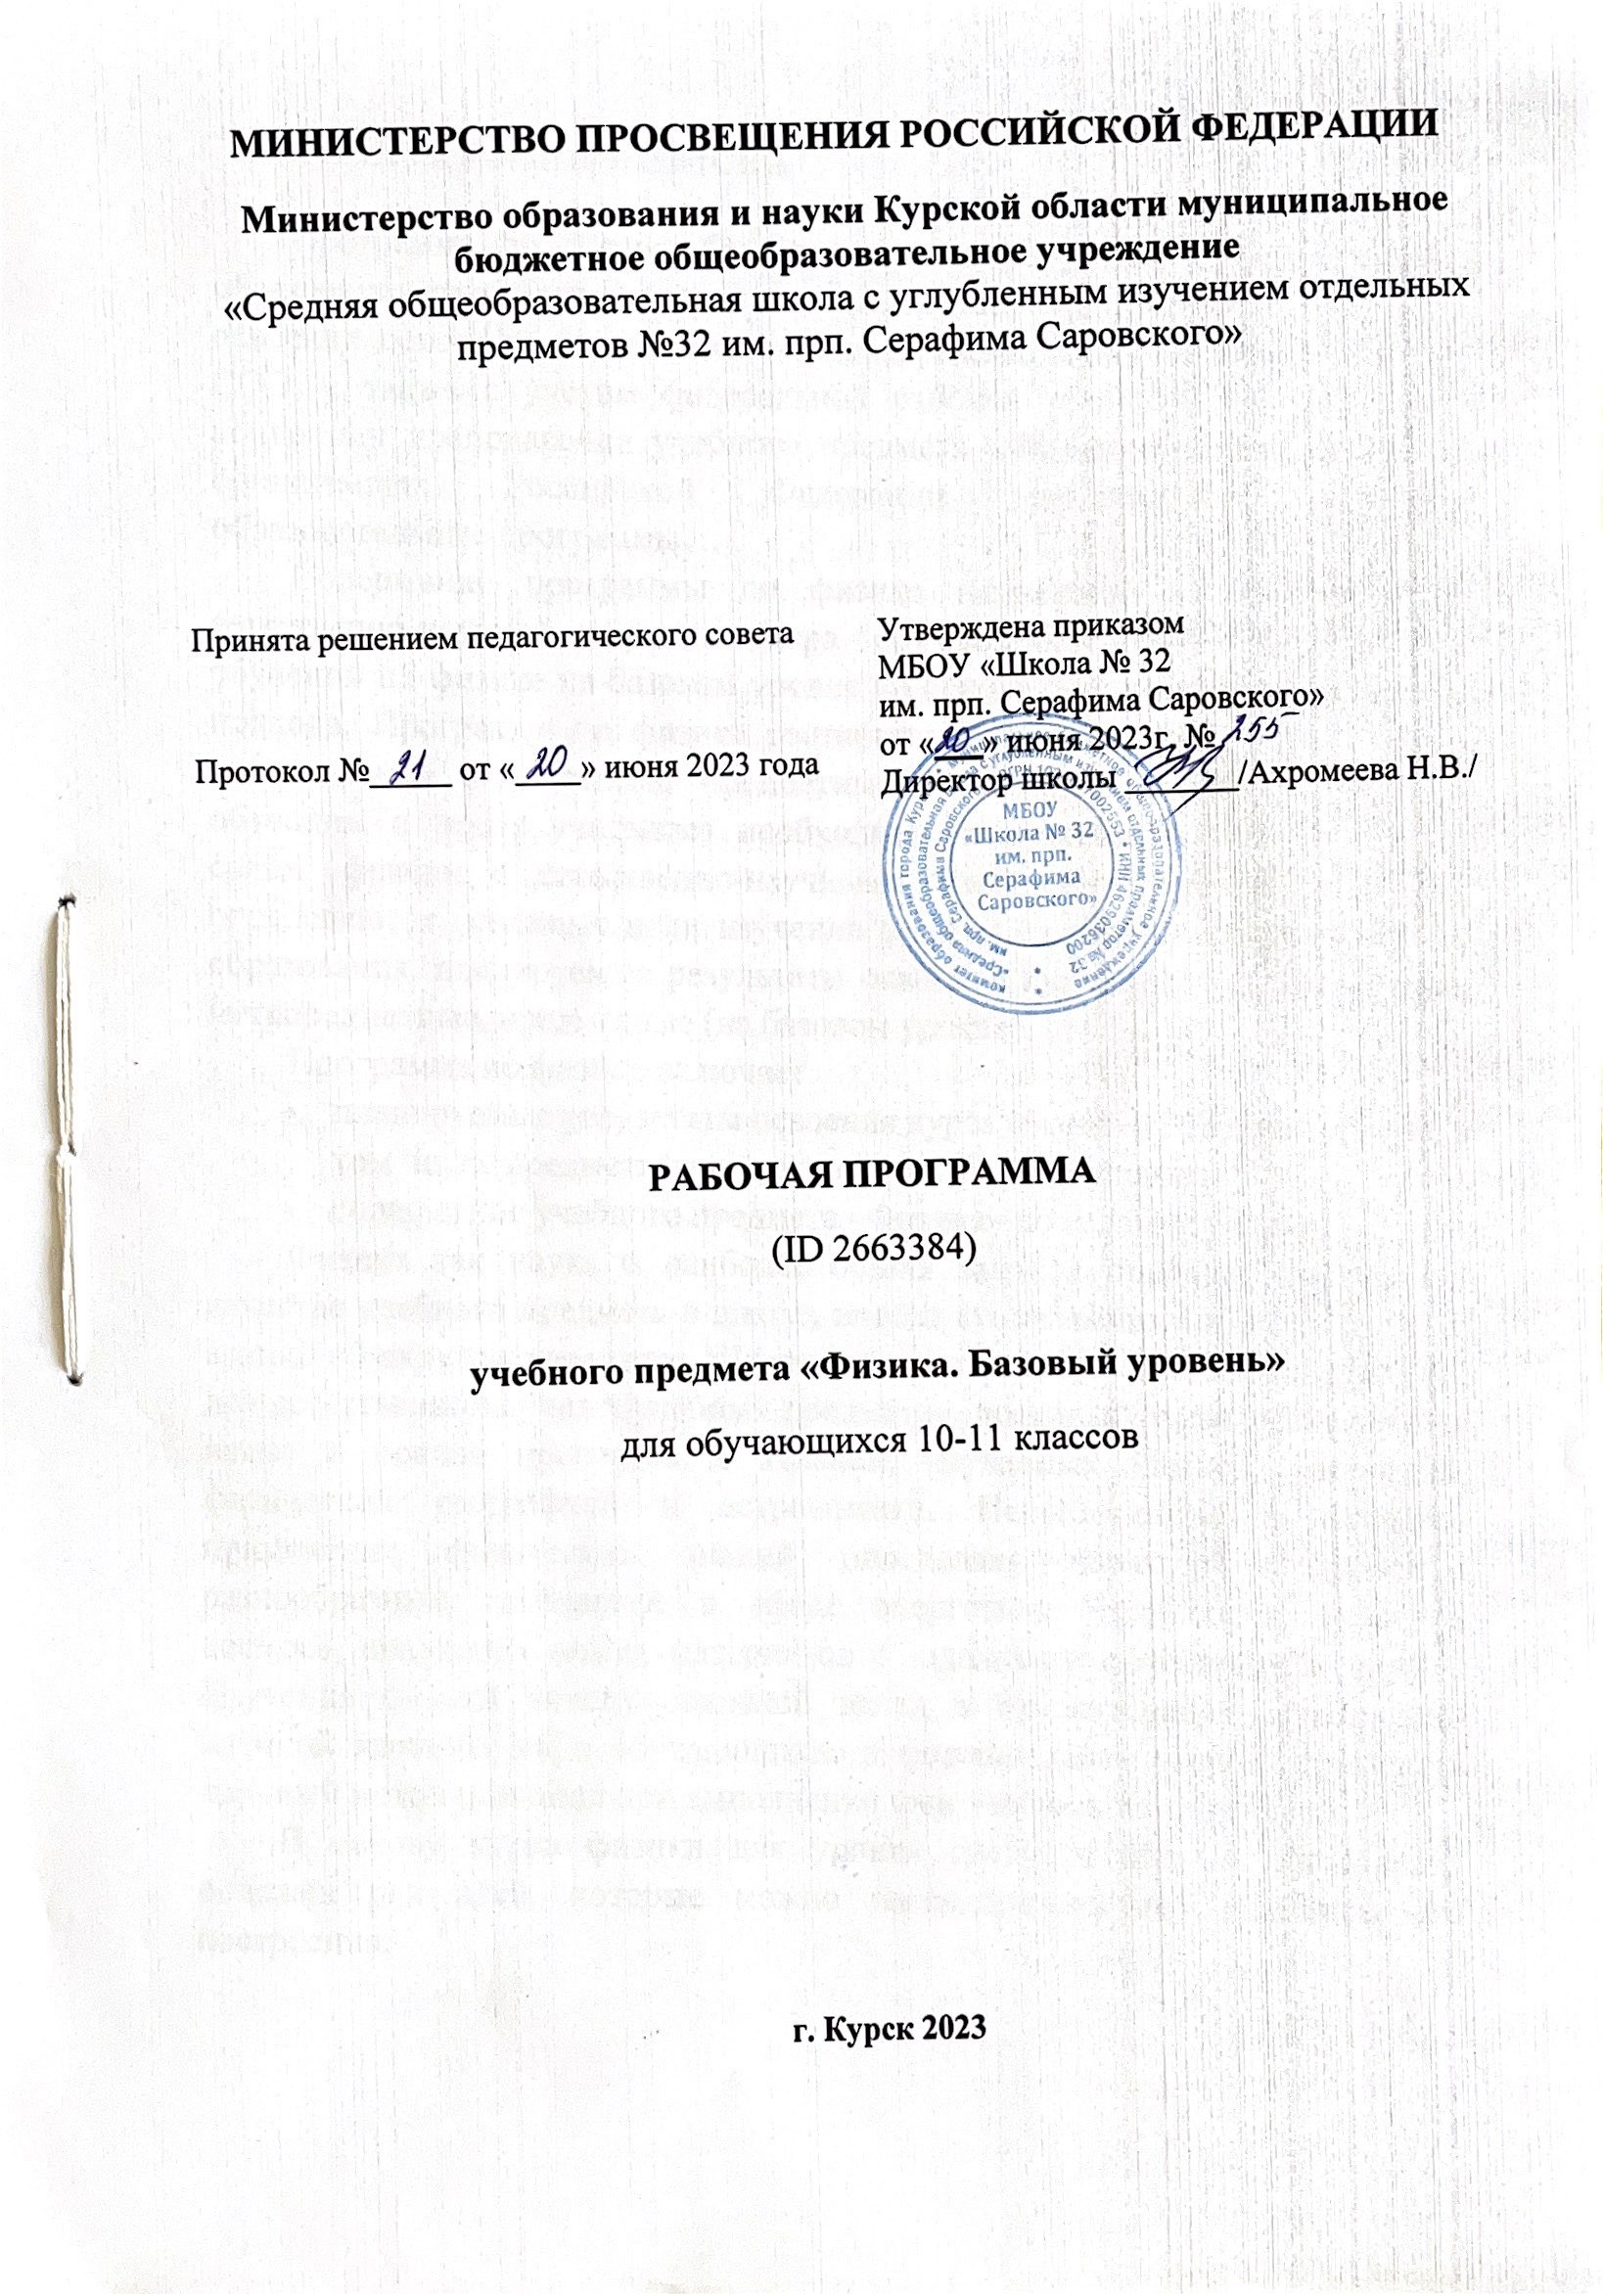 МИНИСТЕРСТВО ПРОСВЕЩЕНИЯ РОССИЙСКОЙ ФЕДЕРАЦИИ
Министерство образования и науки Курской области муниципальное
бюджетное общеобразовательное учреждение
«Средняя общеобразовательная школа с углубленным изучением отдельных
предметов №32 им. прп. Серафима Саровского»
Принята решением педагогического совета
Протокол № 21 от « 20 » июня 2023 года
Утверждена приказом
МБОУ «Школа № 32
им. прп. Серафима Саровского»
от «20» июня 2023г. № 255
Директор школы /Ахромеева Н.В./
МБОУ
«Школа № 32
им. прп.
Серафима
Саровского»
РАБОЧАЯ ПРОГРАММА
(ID 2663384)
учебного предмета «Физика. Базовый уровень»
для обучающихся 10-11 классов
г. Курск 2023